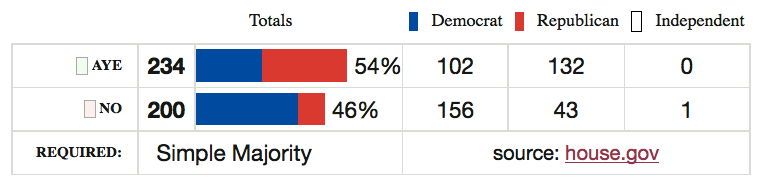 Totals Democrat Republican Independent
AYE 234 54% 102 132 0
NO 200 46% 156 43 1
REQUIRED: Simple Majority source: house.gov